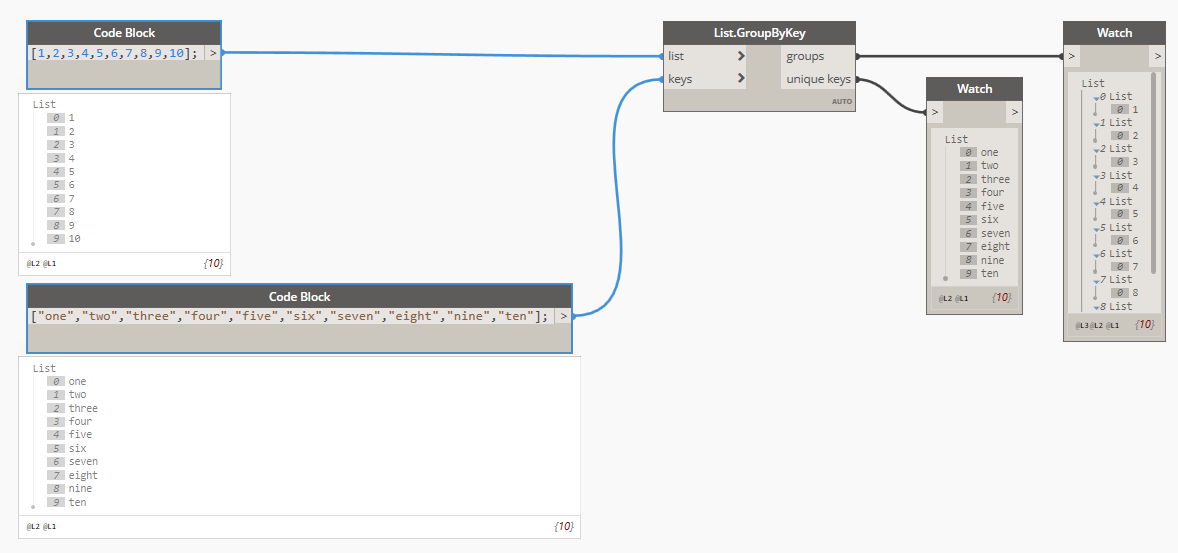 Code Block
[1,2,3,4,5,6,7,8,9,10]; >
List
0 1
1 2
2 3
3 4
4 5
5 6
6 7
7 8
8 9
9 10
@L2 @L1 {10}
Code Block
["one","two","three","four","five","six","seven","eight","nine","ten"]; >
List
0 one
1 two
2 three
3 four
4 five
5 six
6 seven
7 eight
8 nine
9 ten
@L2 @L1 {10}
List.GroupByKey
list > groups
keys > unique keys
AUTO
Watch
> >
List
0 one
1 two
2 three
3 four
4 five
5 six
6 seven
7 eight
8 nine
9 ten
@L2 @L1 {10}
Watch
> >
List
0 List
0 1
1 List
0 2
2 List
0 3
3 List
0 4
4 List
0 5
5 List
0 6
6 List
0 7
7 List
0 8
8 List
@L3 @L2 @L1 {10}